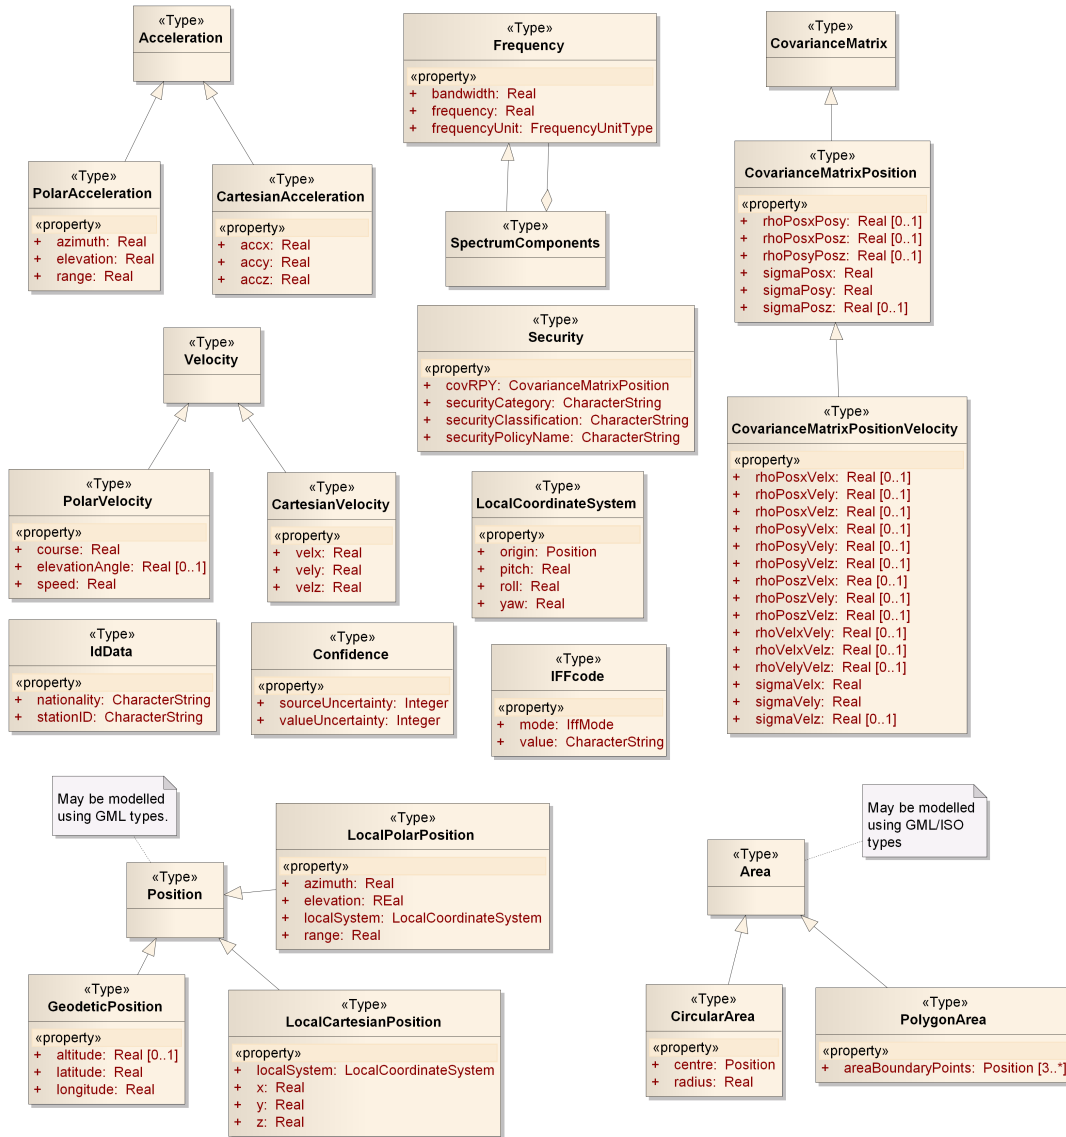 «Type»
Acceleration
«Type»
PolarAcceleration
«property»
+ azimuth: Real
+ elevation: Real
+ range: Real
«Type»
CartesianAcceleration
«property»
+ accx: Real
+ accy: Real
+ accz: Real
«Type»
Frequency
«property»
+ bandwidth: Real
+ frequency: Real
+ frequencyUnit: FrequencyUnitType
«Type»
SpectrumComponents
«Type»
CovarianceMatrix
«Type»
CovarianceMatrixPosition
«property»
+ rhoPosxPosy: Real [0..1]
+ rhoPosxPosz: Real [0..1]
+ rhoPosyPosz: Real [0..1]
+ sigmaPosx: Real
+ sigmaPosy: Real
+ sigmaPosz: Real [0..1]
«Type»
Velocity
«Type»
PolarVelocity
«property»
+ course: Real
+ elevationAngle: Real [0..1]
+ speed: Real
«Type»
CartesianVelocity
«property»
+ velx: Real
+ vely: Real
+ velz: Real
«Type»
Security
«property»
+ covRPY: CovarianceMatrixPosition
+ securityCategory: CharacterString
+ securityClassification: CharacterString
+ securityPolicyName: CharacterString
«Type»
LocalCoordinateSystem
«property»
+ origin: Position
+ pitch: Real
+ roll: Real
+ yaw: Real
«Type»
CovarianceMatrixPositionVelocity
«property»
+ rhoPosxVelx: Real [0..1]
+ rhoPosxVely: Real [0..1]
+ rhoPosxVelz: Real [0..1]
+ rhoPosyVelx: Real [0..1]
+ rhoPosyVely: Real [0..1]
+ rhoPosyVelz: Real [0..1]
+ rhoPoszVelx: Rea [0..1]
+ rhoPoszVely: Real [0..1]
+ rhoPoszVelz: Real [0..1]
+ rhoVelxVely: Real [0..1]
+ rhoVelxVelz: Real [0..1]
+ rhoVelyVelz: Real [0..1]
+ sigmaVelx: Real
+ sigmaVely: Real
+ sigmaVelz: Real [0..1]
«Type»
IdData
«property»
+ nationality: CharacterString
+ stationID: CharacterString
«Type»
Confidence
«property»
+ sourceUncertainty: Integer
+ valueUncertainty: Integer
«Type»
IFFcode
«property»
+ mode: IffMode
+ value: CharacterString
May be modelled
using GML types.
«Type»
Position
«Type»
LocalPolarPosition
«property»
+ azimuth: Real
+ elevation: REal
+ localSystem: LocalCoordinateSystem
+ range: Real
«Type»
GeodeticPosition
«property»
+ altitude: Real [0..1]
+ latitude: Real
+ longitude: Real
«Type»
LocalCartesianPosition
«property»
+ localSystem: LocalCoordinateSystem
+ x: Real
+ y: Real
+ z: Real
May be modelled
using GML/ISO
types
«Type»
Area
«Type»
CircularArea
«property»
+ centre: Position
+ radius: Real
«Type»
PolygonArea
«property»
+ areaBoundaryPoints: Position [3..*]